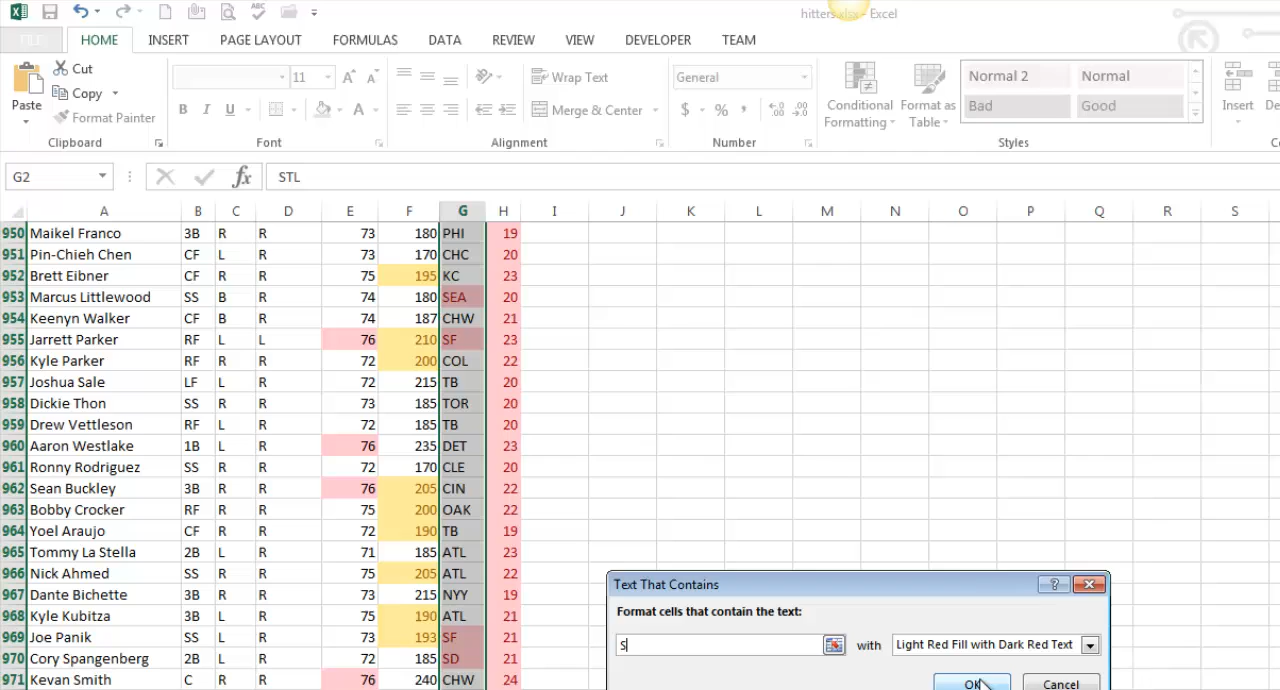 hitters.xlsx - Excel
FILE HOME INSERT PAGE LAYOUT FORMULAS DATA REVIEW VIEW DEVELOPER TEAM
Cut
Copy
Format Painter
Paste
Clipboard
11 A A
B I U A
Font
Wrap Text
Merge & Center
Alignment
General
$ % ,
Number
Conditional Formatting
Format as Table
Normal 2 Normal
Bad Good
Styles
Insert
G2 fx STL
A B C D E F G H I J K L M N O P Q R S
950 Maikel Franco 3B R R 73 180 PHI 19
951 Pin-Chieh Chen CF L R 73 170 CHC 20
952 Brett Eibner CF R R 75 195 KC 23
953 Marcus Littlewood SS B R 74 180 SEA 20
954 Keenyn Walker CF B R 74 187 CHW 21
955 Jarrett Parker RF L L 76 210 SF 23
956 Kyle Parker RF R R 72 200 COL 22
957 Joshua Sale LF L R 72 215 TB 20
958 Dickie Thon SS R R 73 185 TOR 20
959 Drew Vettleson RF L R 72 185 TB 20
960 Aaron Westlake 1B L R 76 235 DET 23
961 Ronny Rodriguez SS R R 72 170 CLE 20
962 Sean Buckley 3B R R 76 205 CIN 22
963 Bobby Crocker RF R R 75 200 OAK 22
964 Yoel Araujo CF R R 72 190 TB 19
965 Tommy La Stella 2B L R 71 185 ATL 23
966 Nick Ahmed SS R R 75 205 ATL 22
967 Dante Bichette 3B R R 73 215 NYY 19
968 Kyle Kubitza 3B L R 75 190 ATL 21
969 Joe Panik SS L R 73 193 SF 21
970 Cory Spangenberg 2B L R 72 185 SD 21
971 Kevan Smith C R R 76 240 CHW 24
Text That Contains
Format cells that contain the text:
S with Light Red Fill with Dark Red Text
OK Cancel